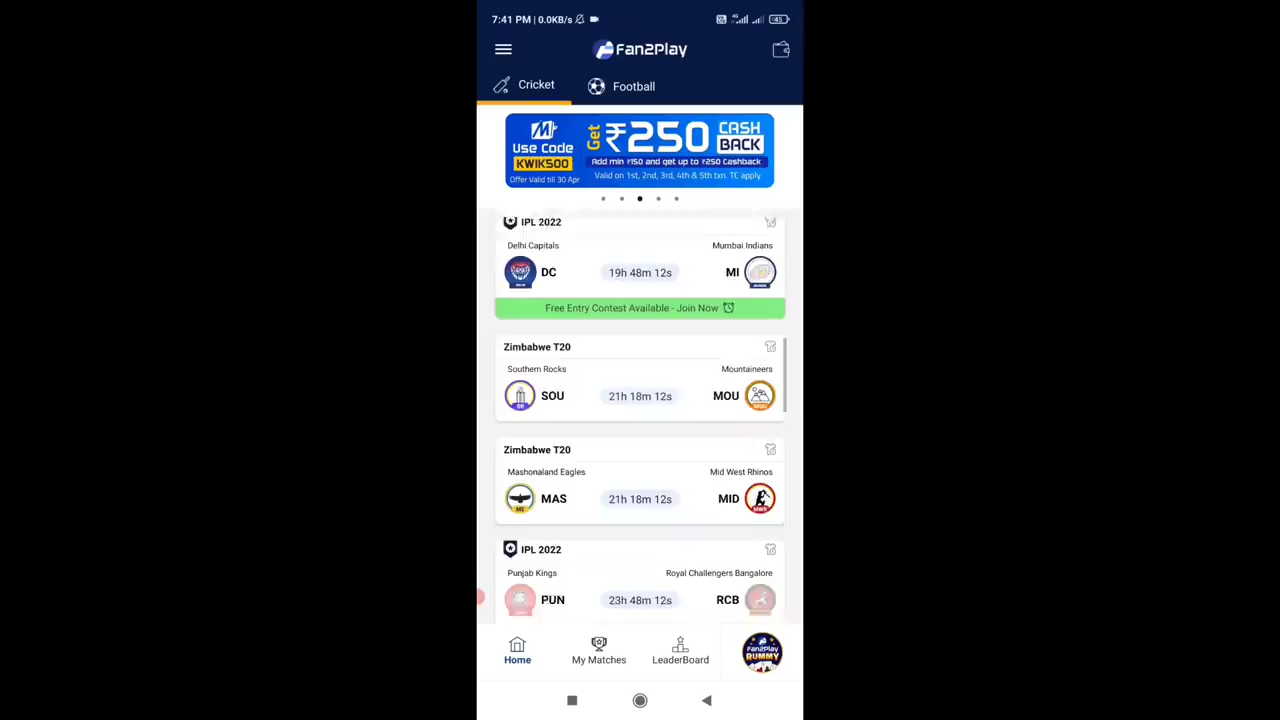 7:41 PM | 0.0KB/s 45
Fan2Play
Cricket Football
Use Code
KWIK500
Offer Valid till 30 Apr
Get ₹250 CASH BACK
Add min ₹150 and get up to ₹250 Cashback
Valid on 1st, 2nd, 3rd, 4th & 5th txn. TC apply
IPL 2022
Delhi Capitals Mumbai Indians
DC 19h 48m 12s MI
Free Entry Contest Available - Join Now
Zimbabwe T20
Southern Rocks Mountaineers
SOU 21h 18m 12s MOU
Zimbabwe T20
Mashonaland Eagles Mid West Rhinos
MAS 21h 18m 12s MID
IPL 2022
Punjab Kings Royal Challengers Bangalore
PUN 23h 48m 12s RCB
Home My Matches LeaderBoard Fan2Play RUMMY